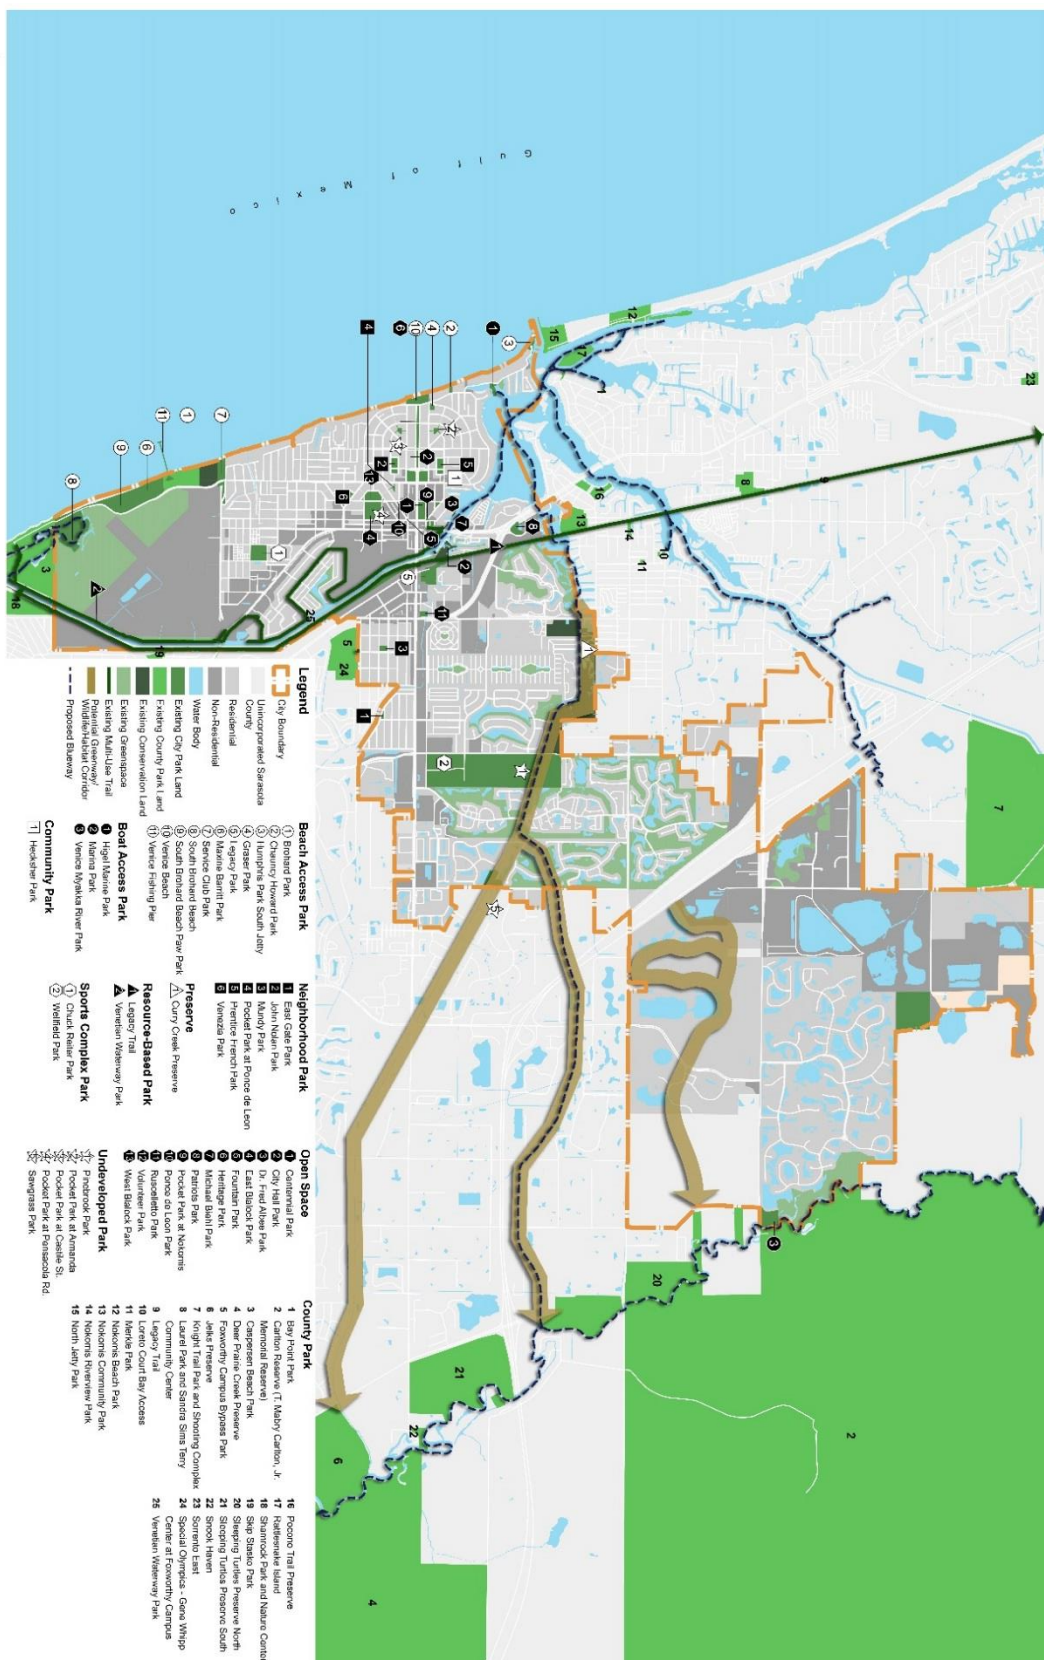 Gulf of Mexico
Legend
City Boundary
Unincorporated Sarasota
County
Residential
Non-Residential
Water Body
Existing City Park Land
Existing County Park Land
Existing Conservation Land
Existing Greenspace
Existing Multi-Use Trail
Potential Greenway/
Wildlife/Habitat Corridor
Proposed Blueway
Beach Access Park
1 Brohard Park
2 Chauncy Howard Park
3 Humphris Park South Jetty
4 Graser Park
5 Legacy Park
6 Maxine Barritt Park
7 Service Club Park
8 South Brohard Beach
9 South Brohard Beach Paw Park
10 Venice Beach
11 Venice Fishing Pier
Boat Access Park
1 Higel Marine Park
2 Marina Park
3 Venice Myakka River Park
Community Park
1 Hecksher Park
Neighborhood Park
1 East Gate Park
2 John Nolan Park
3 Mundy Park
4 Pocket Park at Ponce de Leon
5 Prentice French Park
6 Venezia Park
Preserve
1 Curry Creek Preserve
Resource-Based Park
1 Legacy Trail
2 Venetian Waterway Park
Sports Complex Park
1 Chuck Reiter Park
2 Wellfield Park
Open Space
1 Centennial Park
2 City Hall Park
3 Dr. Fred Albee Park
4 East Blalock Park
5 Fountain Park
6 Heritage Park
7 Michael Biehl Park
8 Patriots Park
9 Pocket Park at Nokomis
10 Ponce de Leon Park
11 Ruscelletto Park
12 Volunteer Park
13 West Blalock Park
Undeveloped Park
1 Pinebrook Park
2 Pocket Park at Armanda
3 Pocket Park at Castile St.
4 Pocket Park at Pensacola Rd.
5 Sawgrass Park
County Park
1 Bay Point Park
2 Carlton Reserve (T. Mabry Carlton, Jr.
Memorial Reserve)
3 Caspersen Beach Park
4 Deer Prairie Creek Preserve
5 Foxworthy Campus Bypass Park
6 Jelks Preserve
7 Knight Trail Park and Shooting Complex
8 Laurel Park and Sandra Sims Terry
Community Center
9 Legacy Trail
10 Loreto Court Bay Access
11 Merkle Park
12 Nokomis Beach Park
13 Nokomis Community Park
14 Nokomis Riverview Park
15 North Jetty Park
16 Pocono Trail Preserve
17 Rattlesnake Island
18 Shamrock Park and Nature Center
19 Skip Stasko Park
20 Sleeping Turtles Preserve North
21 Sleeping Turtles Preserve South
22 Snook Haven
23 Sorrento East
24 Special Olympics - Gene Whipp
Center at Foxworthy Campus
25 Venetian Waterway Park